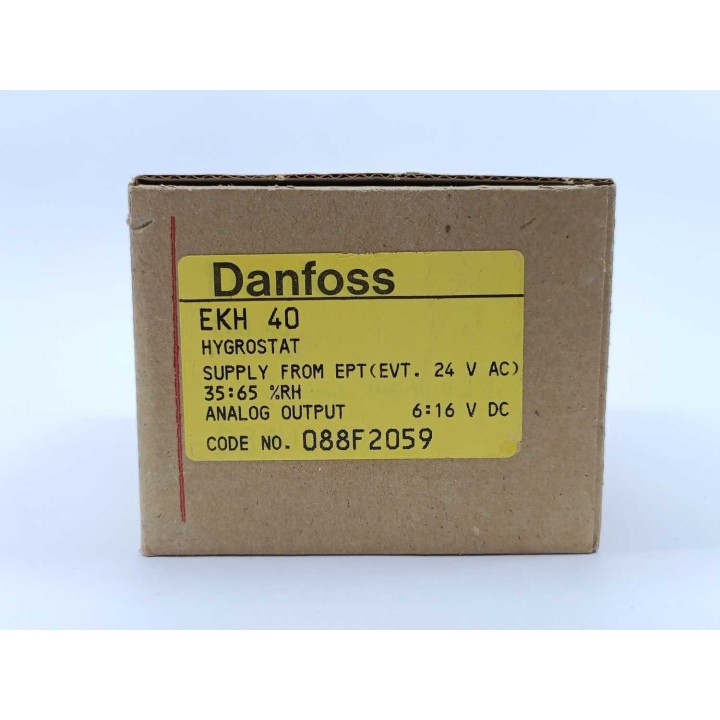 Danfoss
EKH 40
HYGROSTAT
SUPPLY FROM EPT(EVT. 24 V AC)
35:65 %RH
ANALOG OUTPUT 6:16 V DC
CODE NO. 088F2059